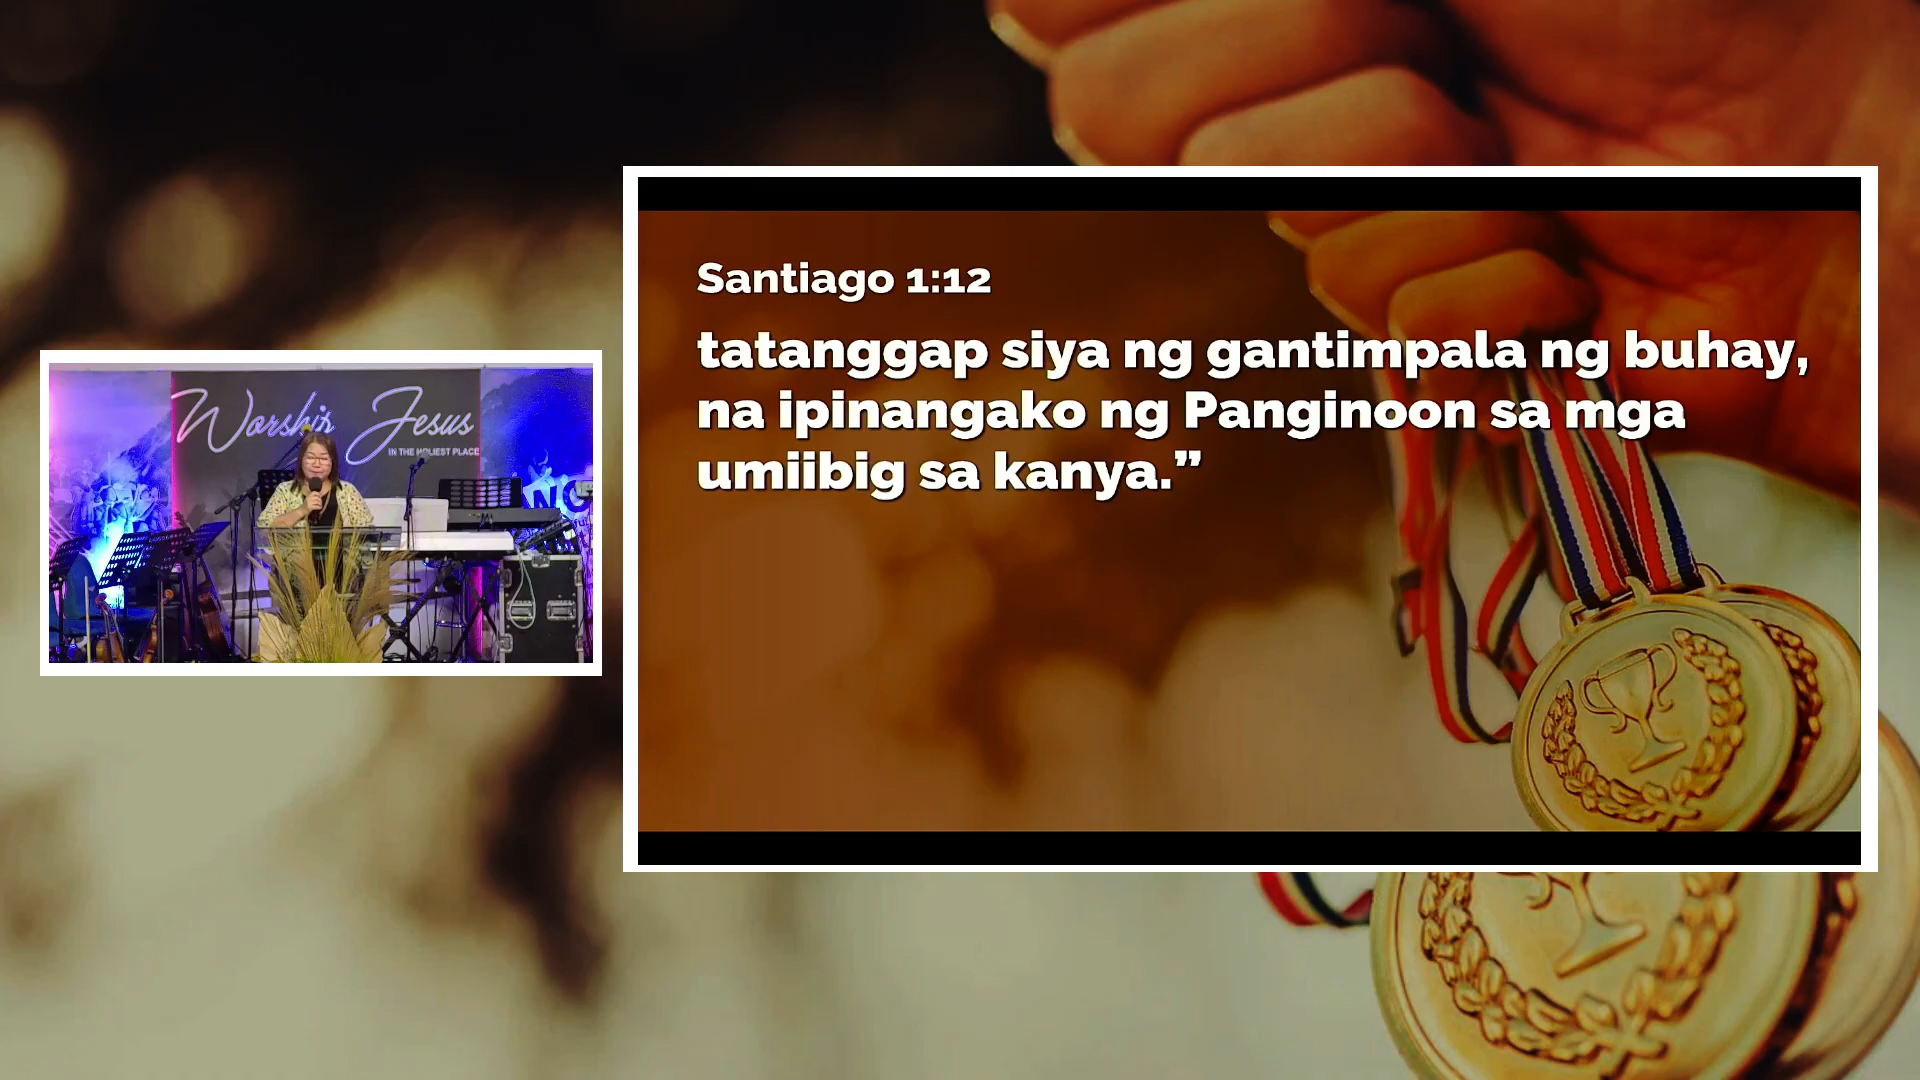 Worship Jesus
IN THE HOLIEST PLACE
Santiago 1:12
tatanggap siya ng gantimpala ng buhay,
na ipinangako ng Panginoon sa mga
umiibig sa kanya.”